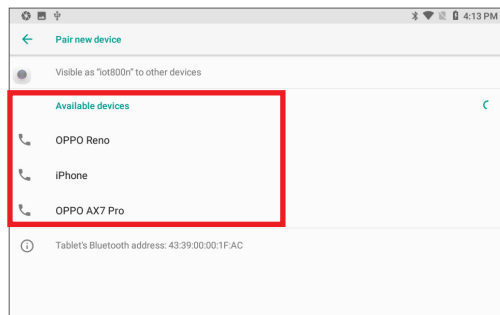 4:13 PM
Pair new device
Visible as "iot800n" to other devices
Available devices
OPPO Reno
iPhone
OPPO AX7 Pro
Tablet's Bluetooth address: 43:39:00:00:1F:AC